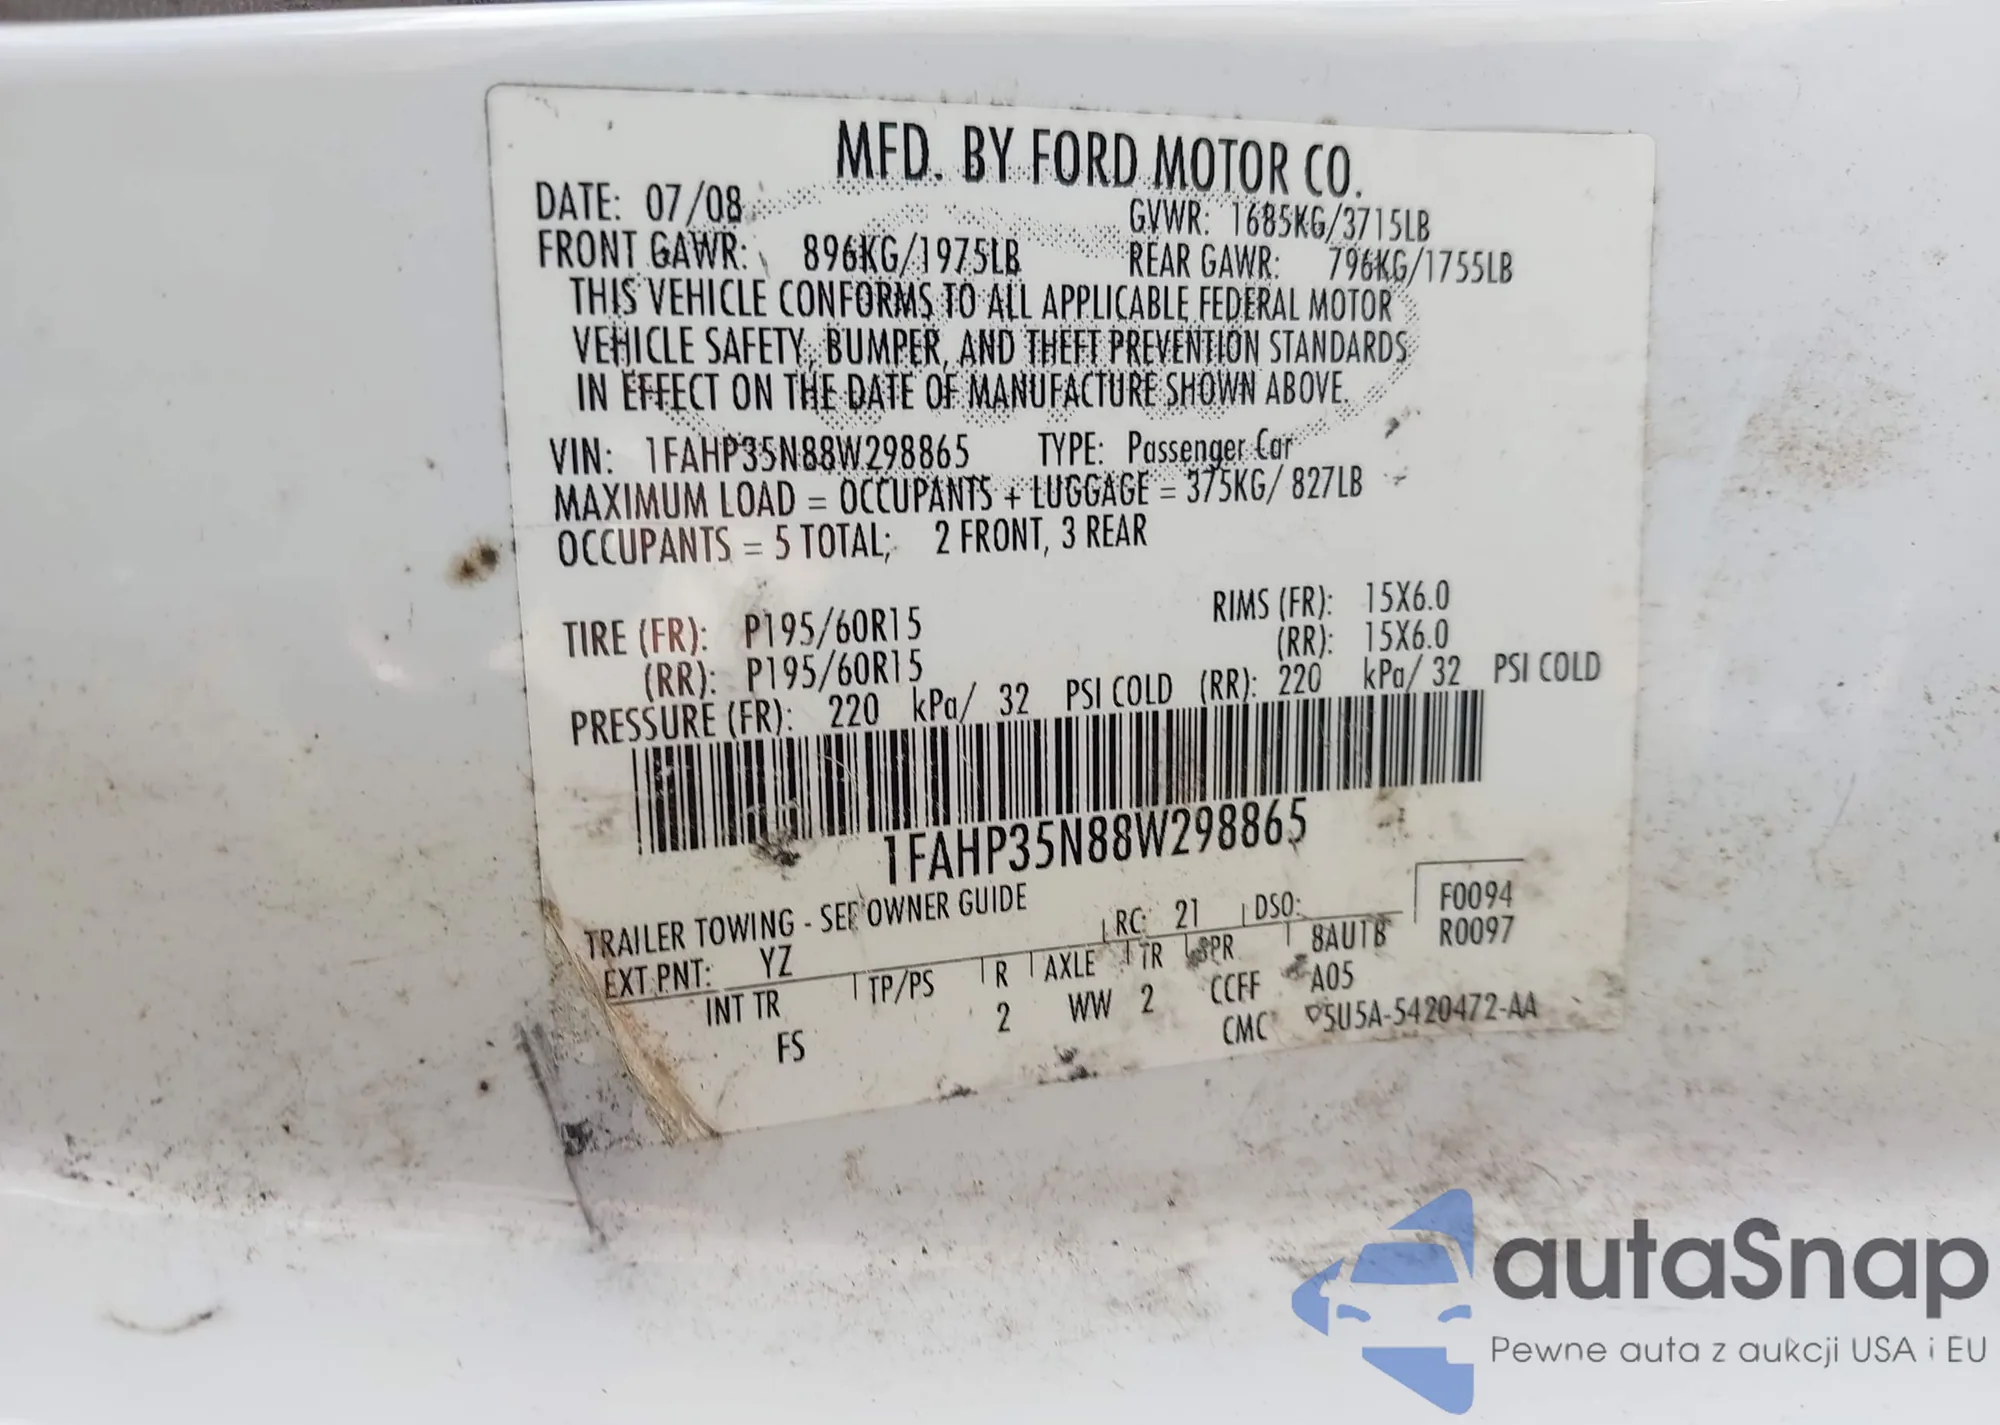 MFD. BY FORD MOTOR CO.
DATE: 07/08 GVWR: 1685KG/3715LB
FRONT GAWR: 896KG/1975LB REAR GAWR: 796KG/1755LB
THIS VEHICLE CONFORMS TO ALL APPLICABLE FEDERAL MOTOR
VEHICLE SAFETY, BUMPER, AND THEFT PREVENTION STANDARDS
IN EFFECT ON THE DATE OF MANUFACTURE SHOWN ABOVE.
VIN: 1FAHP35N88W298865 TYPE: Passenger Car
MAXIMUM LOAD = OCCUPANTS + LUGGAGE = 375KG/ 827LB
OCCUPANTS = 5 TOTAL; 2 FRONT, 3 REAR
TIRE (FR): P195/60R15 RIMS (FR): 15X6.0
(RR): P195/60R15 (RR): 15X6.0
PRESSURE (FR): 220 kPa/ 32 PSI COLD (RR): 220 kPa/ 32 PSI COLD
1FAHP35N88W298865
TRAILER TOWING - SEE OWNER GUIDE
EXT PNT: YZ RC: 21 DSO: F0094
INT TR TP/PS R AXLE TR SPR 8AU1B R0097
FS 2 WW 2 CCFF A05
CMC 5U5A-5420472-AA
autaSnap
Pewne auta z aukcji USA i EU